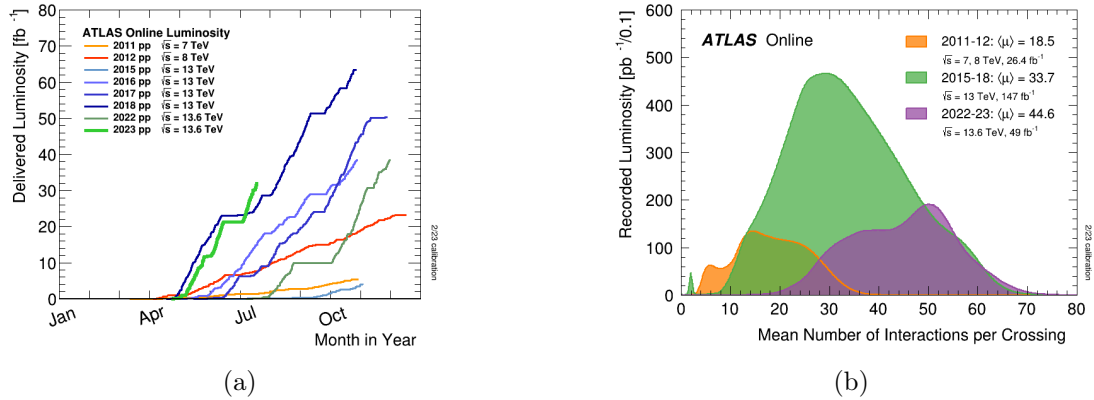 80
70
60
50
40
30
20
10
0
Delivered Luminosity [fb⁻¹]
ATLAS Online Luminosity
2011 pp √s = 7 TeV
2012 pp √s = 8 TeV
2015 pp √s = 13 TeV
2016 pp √s = 13 TeV
2017 pp √s = 13 TeV
2018 pp √s = 13 TeV
2022 pp √s = 13.6 TeV
2023 pp √s = 13.6 TeV
Jan
Apr
Jul
Oct
Month in Year
2/23 calibration
(a)
600
500
400
300
200
100
0
Recorded Luminosity [pb⁻¹/0.1]
ATLAS Online
2011-12: ⟨μ⟩ = 18.5
√s = 7, 8 TeV, 26.4 fb⁻¹
2015-18: ⟨μ⟩ = 33.7
√s = 13 TeV, 147 fb⁻¹
2022-23: ⟨μ⟩ = 44.6
√s = 13.6 TeV, 49 fb⁻¹
0 10 20 30 40 50 60 70 80
Mean Number of Interactions per Crossing
2/23 calibration
(b)